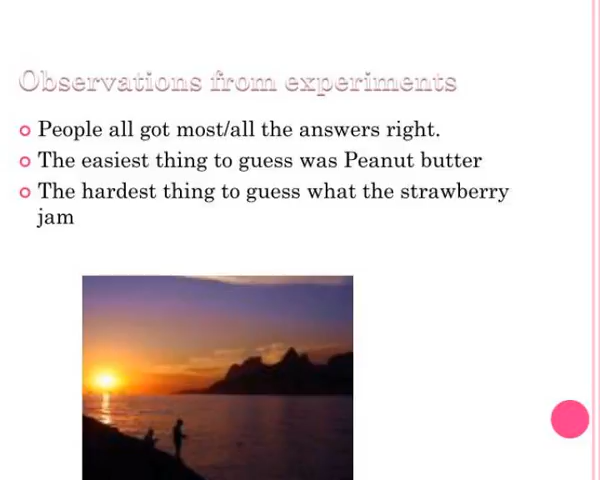 Observations from experiments
People all got most/all the answers right.
The easiest thing to guess was Peanut butter
The hardest thing to guess what the strawberry
jam